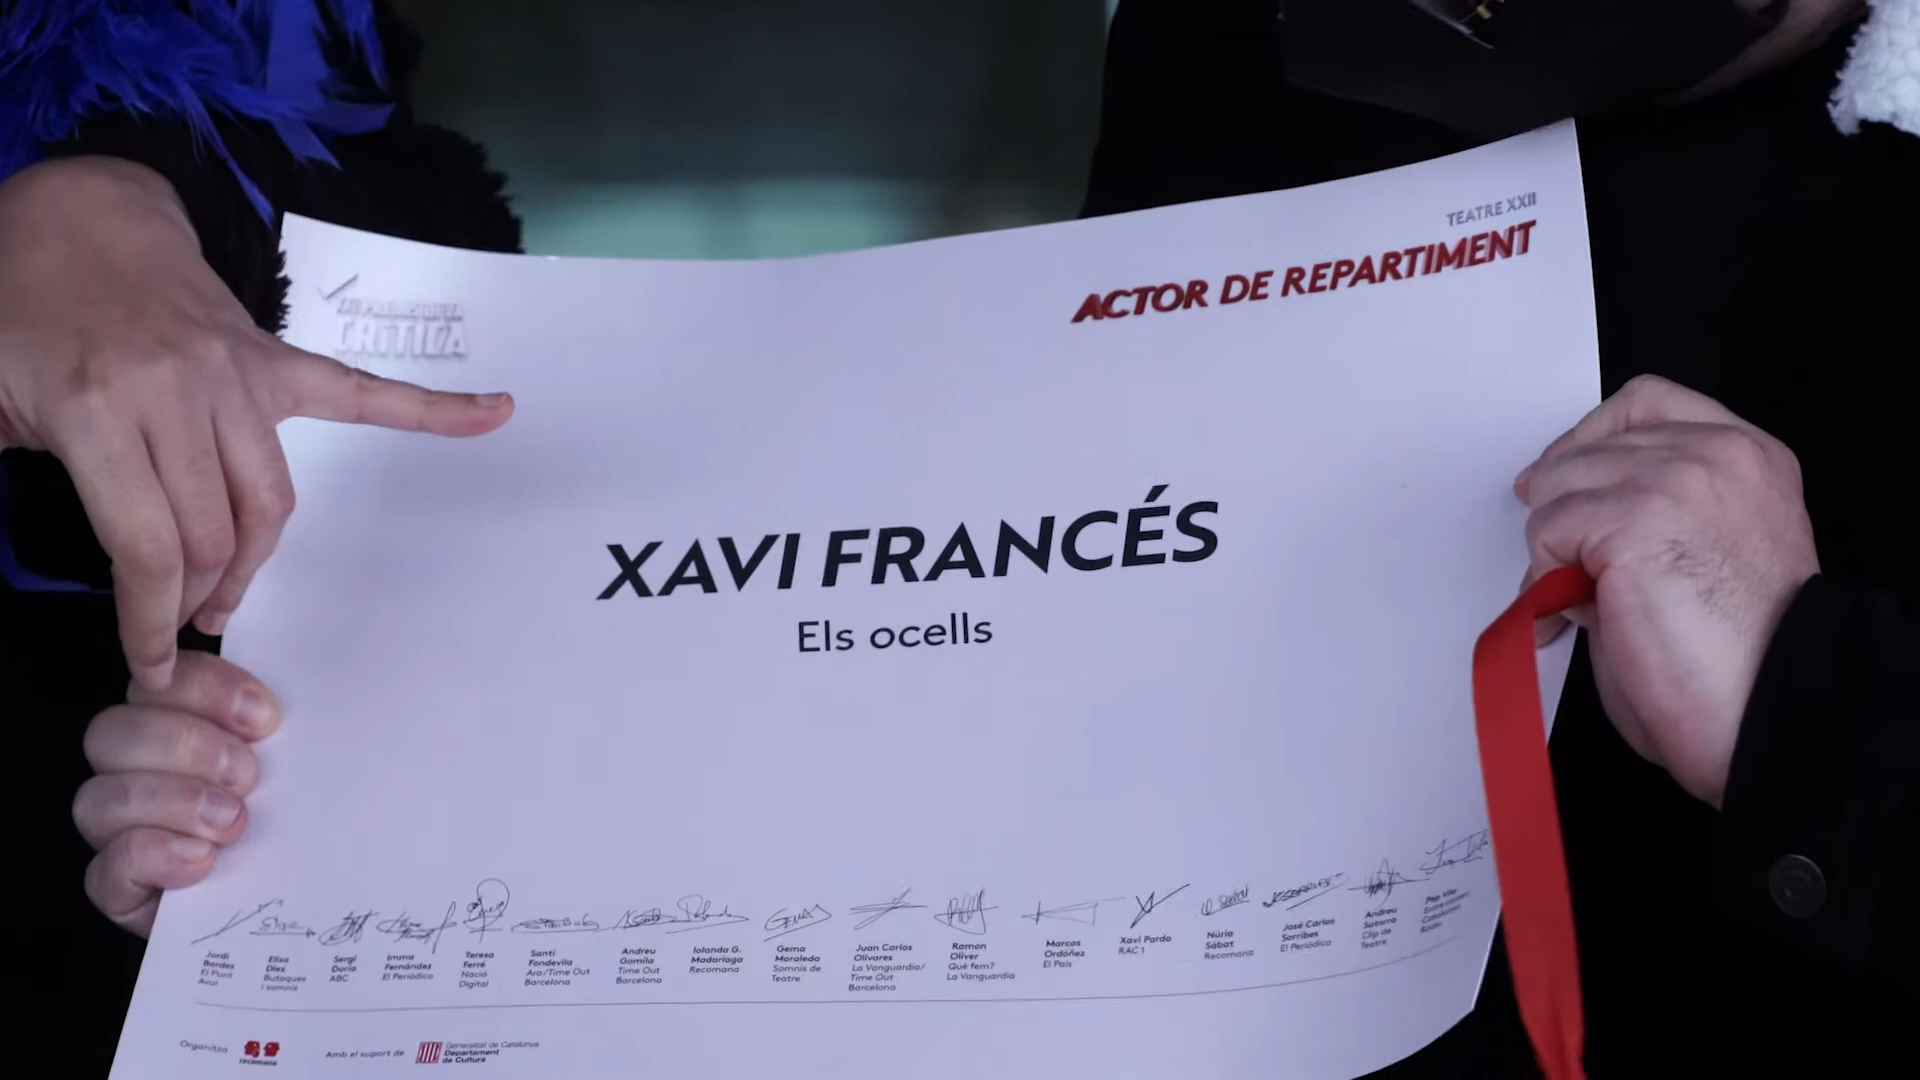 TEATRE XXII
ACTOR DE REPARTIMENT
CRÍTICA
XAVI FRANCÉS
Els ocells
Jordi
Bordes
El Punt
Avui
Elisa
Díez
Butaques
i somnis
Sergi
Doria
ABC
Imma
Fernández
El Periódico
Teresa
Ferré
Nació
Digital
Santi
Fondevila
Ara/Time Out
Barcelona
Andreu
Gomila
Time Out
Barcelona
Iolanda G.
Madariaga
Recomana
Gema
Moraleda
Somnis de
Teatre
Juan Carlos
Olivares
La Vanguardia/
Time Out
Barcelona
Ramon
Oliver
Què fem?
La Vanguardia
Marcos
Ordóñez
El País
Xavi Pardo
RAC 1
Núria
Sàbat
Recomana
José Carlos
Sorribes
El Periódico
Andreu
Sotorra
Clip de
Teatre
Pep Vila
Catalunya
Ràdio
Organitza
recomana
Amb el suport de
Generalitat de Catalunya
Departament
de Cultura